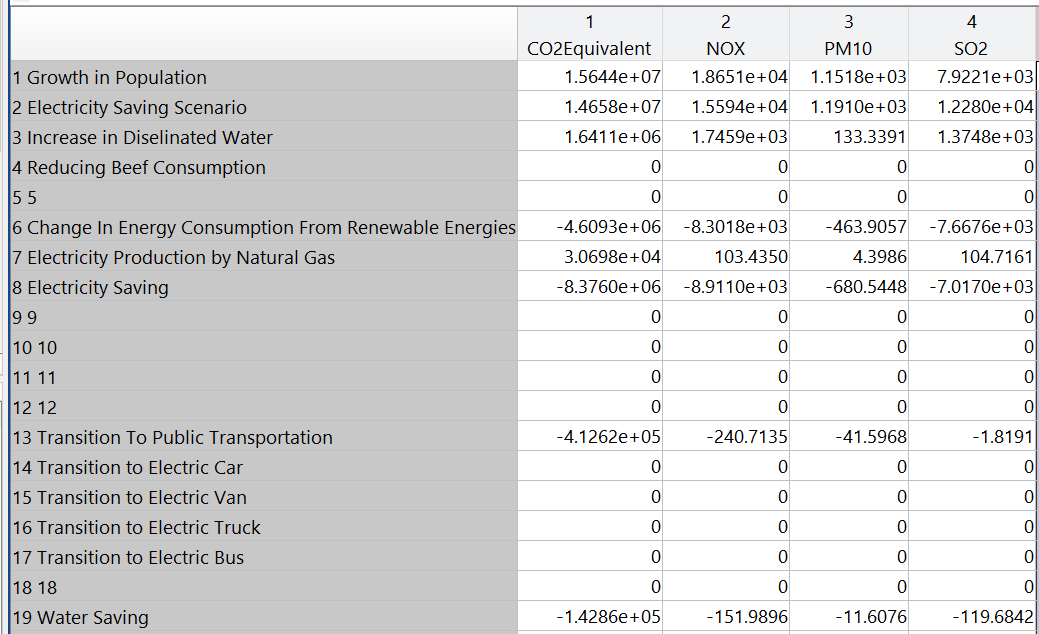 1 2 3 4
CO2Equivalent NOX PM10 SO2
1 Growth in Population 1.5644e+07 1.8651e+04 1.1518e+03 7.9221e+03
2 Electricity Saving Scenario 1.4658e+07 1.5594e+04 1.1910e+03 1.2280e+04
3 Increase in Diselinated Water 1.6411e+06 1.7459e+03 133.3391 1.3748e+03
4 Reducing Beef Consumption 0 0 0 0
5 5 0 0 0 0
6 Change In Energy Consumption From Renewable Energies -4.6093e+06 -8.3018e+03 -463.9057 -7.6676e+03
7 Electricity Production by Natural Gas 3.0698e+04 103.4350 4.3986 104.7161
8 Electricity Saving -8.3760e+06 -8.9110e+03 -680.5448 -7.0170e+03
9 9 0 0 0 0
10 10 0 0 0 0
11 11 0 0 0 0
12 12 0 0 0 0
13 Transition To Public Transportation -4.1262e+05 -240.7135 -41.5968 -1.8191
14 Transition to Electric Car 0 0 0 0
15 Transition to Electric Van 0 0 0 0
16 Transition to Electric Truck 0 0 0 0
17 Transition to Electric Bus 0 0 0 0
18 18 0 0 0 0
19 Water Saving -1.4286e+05 -151.9896 -11.6076 -119.6842